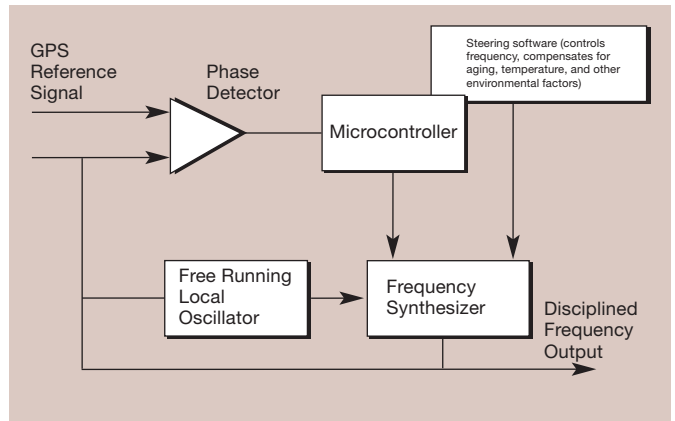 GPS
Reference
Signal
Phase
Detector
Steering software (controls
frequency, compensates for
aging, temperature, and other
environmental factors)
Microcontroller
Free Running
Local
Oscillator
Frequency
Synthesizer
Disciplined
Frequency
Output